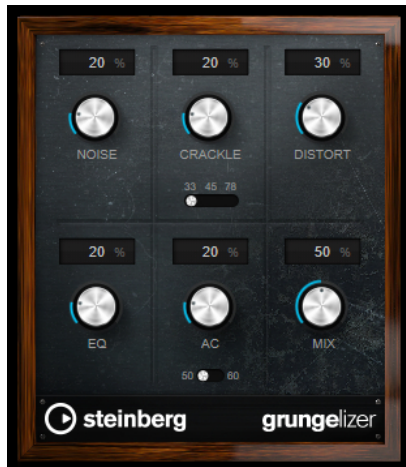 20 % 20 % 30 %
NOISE CRACKLE DISTORT
33 45 78
20 % 20 % 50 %
EQ AC MIX
50 60
steinberg grungelizer